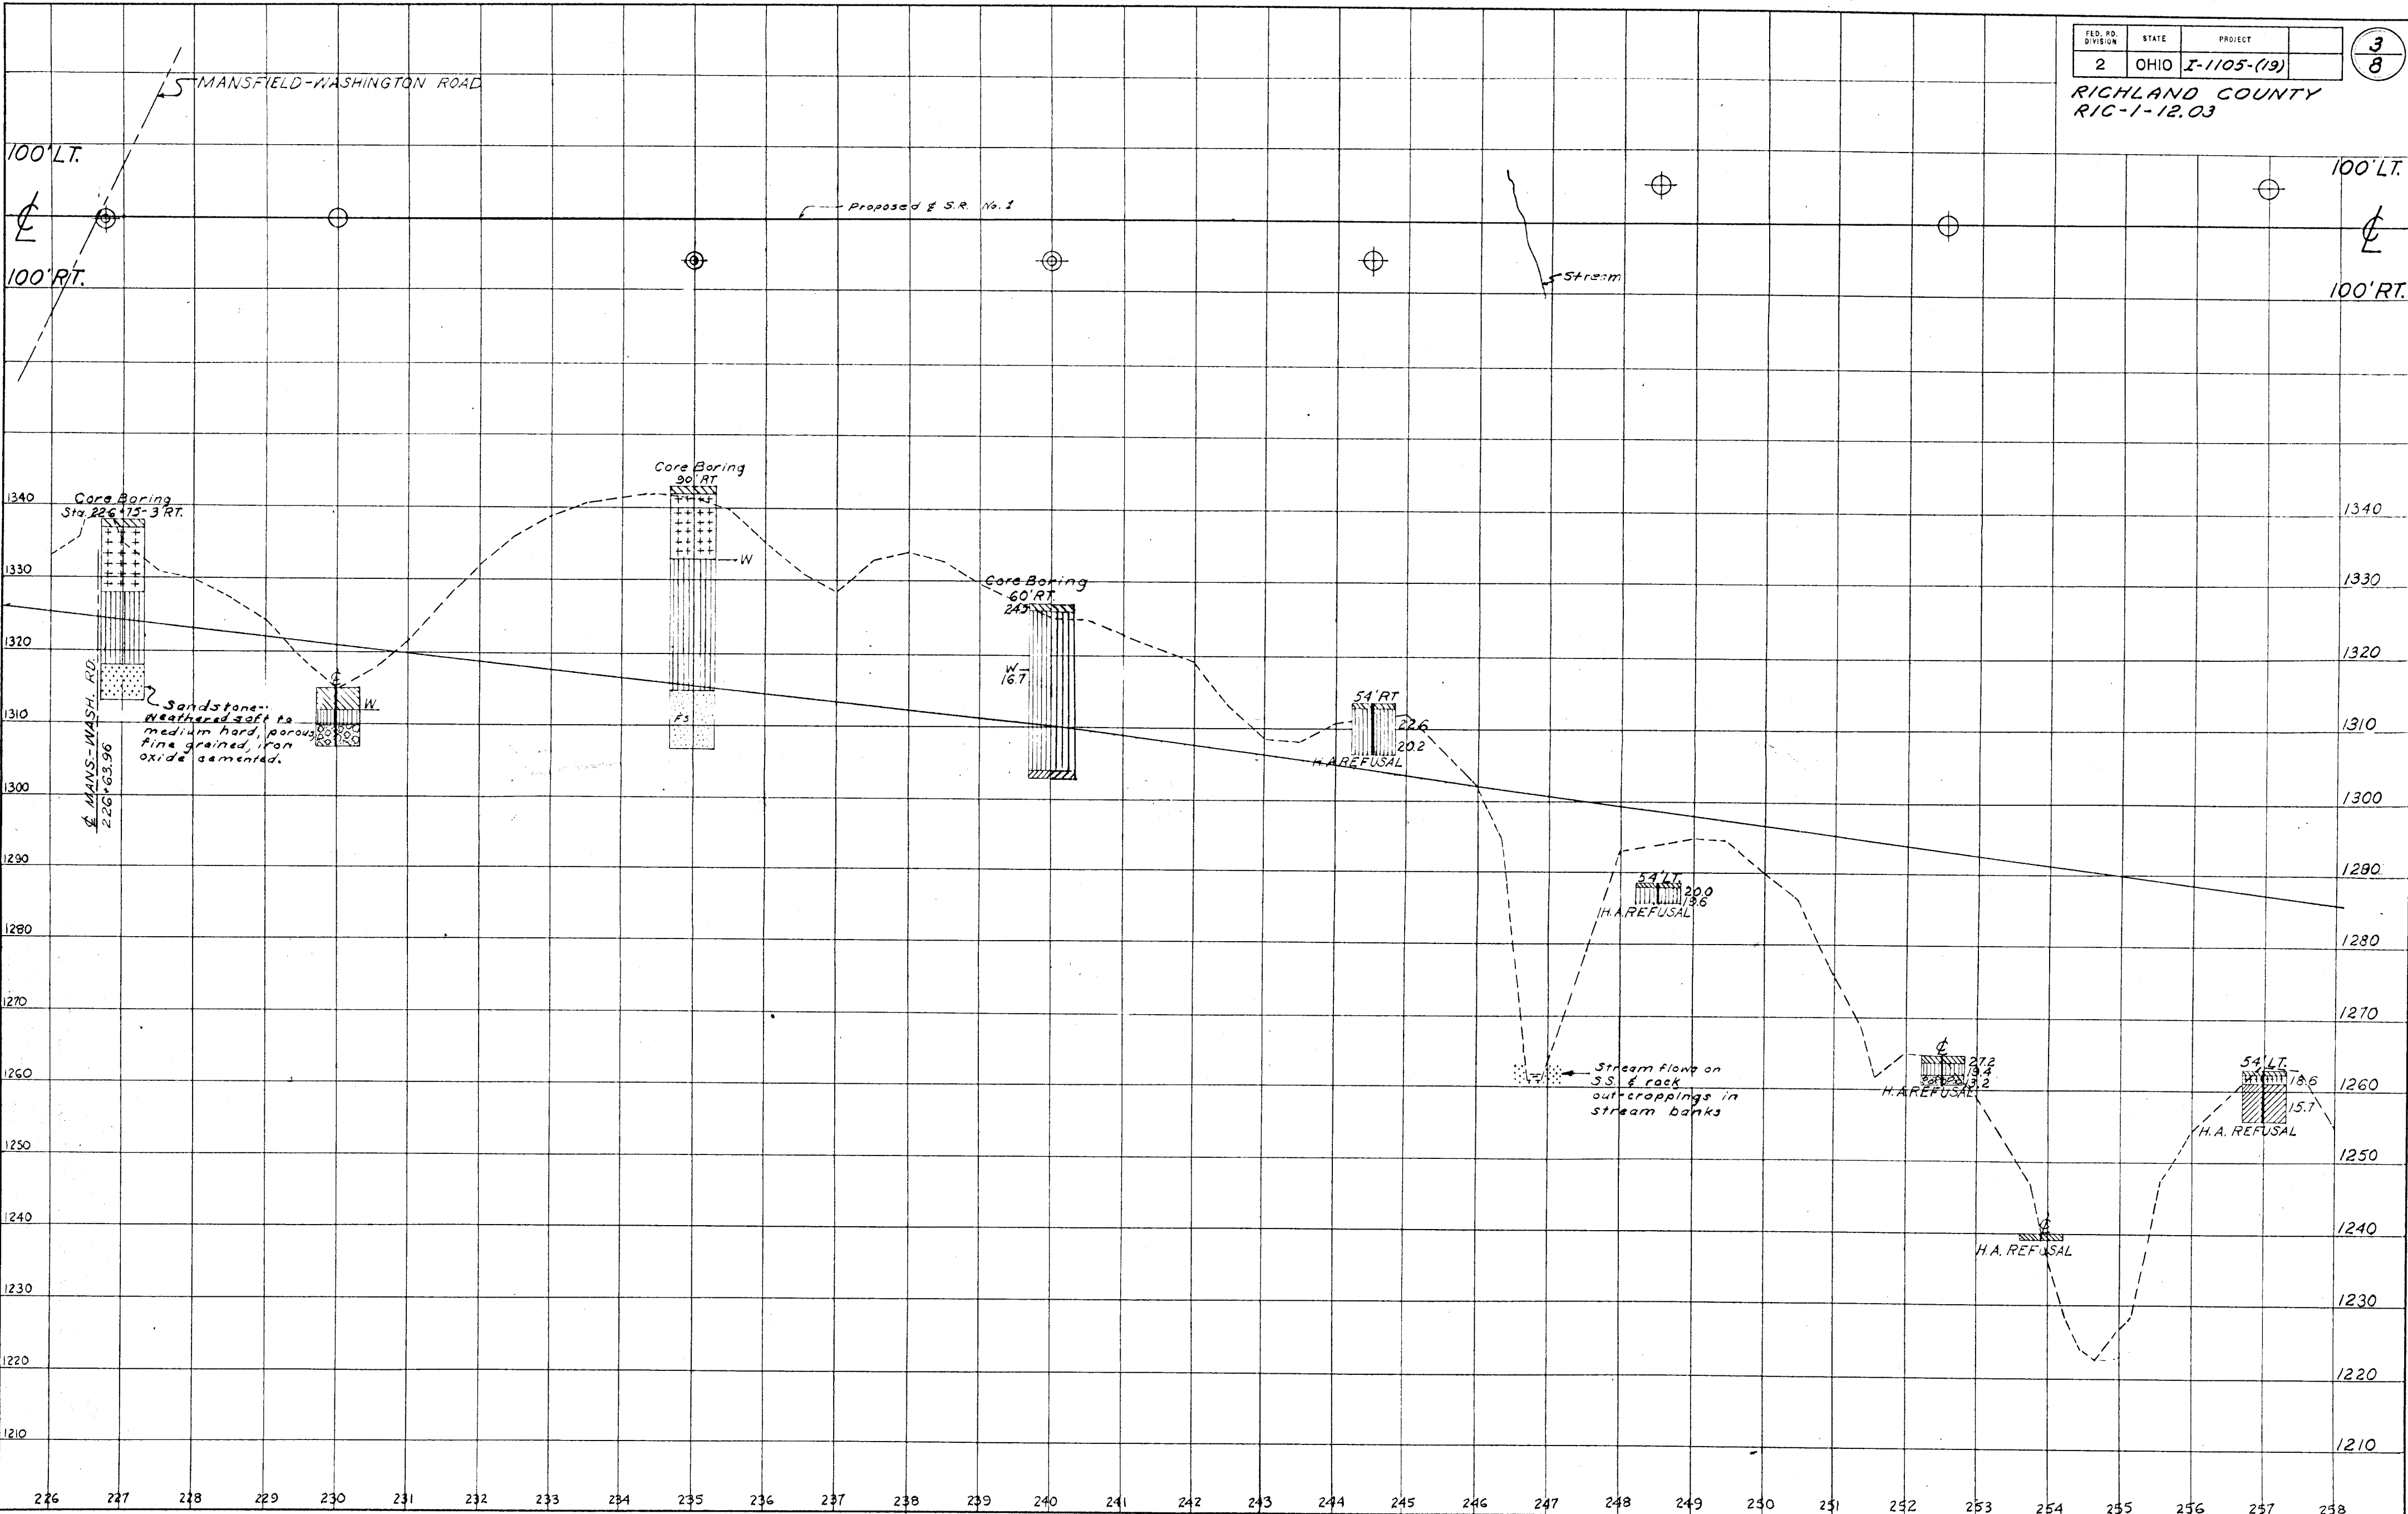 FED. RD. DIVISION STATE PROJECT
2 OHIO I-1105-(19)
3
8
RICHLAND COUNTY
RIC-1-12.03
MANSFIELD-WASHINGTON ROAD
100' LT.
100' LT.
Proposed ℄ S.R. No. 1
℄
℄
100' RT.
Stream
100' RT.
Core Boring
90' RT
Core Boring
Sta. 226+75-3' RT.
1340
1340
W
1330
1330
Core Boring
60' RT.
24.5
1320
1320
W
16.7
℄
W
54' RT
22.6
20.2
H.A. REFUSAL
℄ MANS.-WASH. RD.
226+63.96
Sandstone-
Weathered soft to
medium hard, porous,
fine grained, iron
oxide cemented.
1310
FS
1310
1300
1300
1290
1290
54' LT.
20.0
19.6
H.A. REFUSAL
1280
1280
1270
1270
Stream flows on
S.S. & rock
out-croppings in
stream banks
℄
27.2
19.4
13.2
H.A. REFUSAL
54' LT.
18.6
15.7
H.A. REFUSAL
1260
1260
1250
1250
1240
1240
℄
H.A. REFUSAL
1230
1230
1220
1220
1210
1210
226 227 228 229 230 231 232 233 234 235 236 237 238 239 240 241 242 243 244 245 246 247 248 249 250 251 252 253 254 255 256 257 258